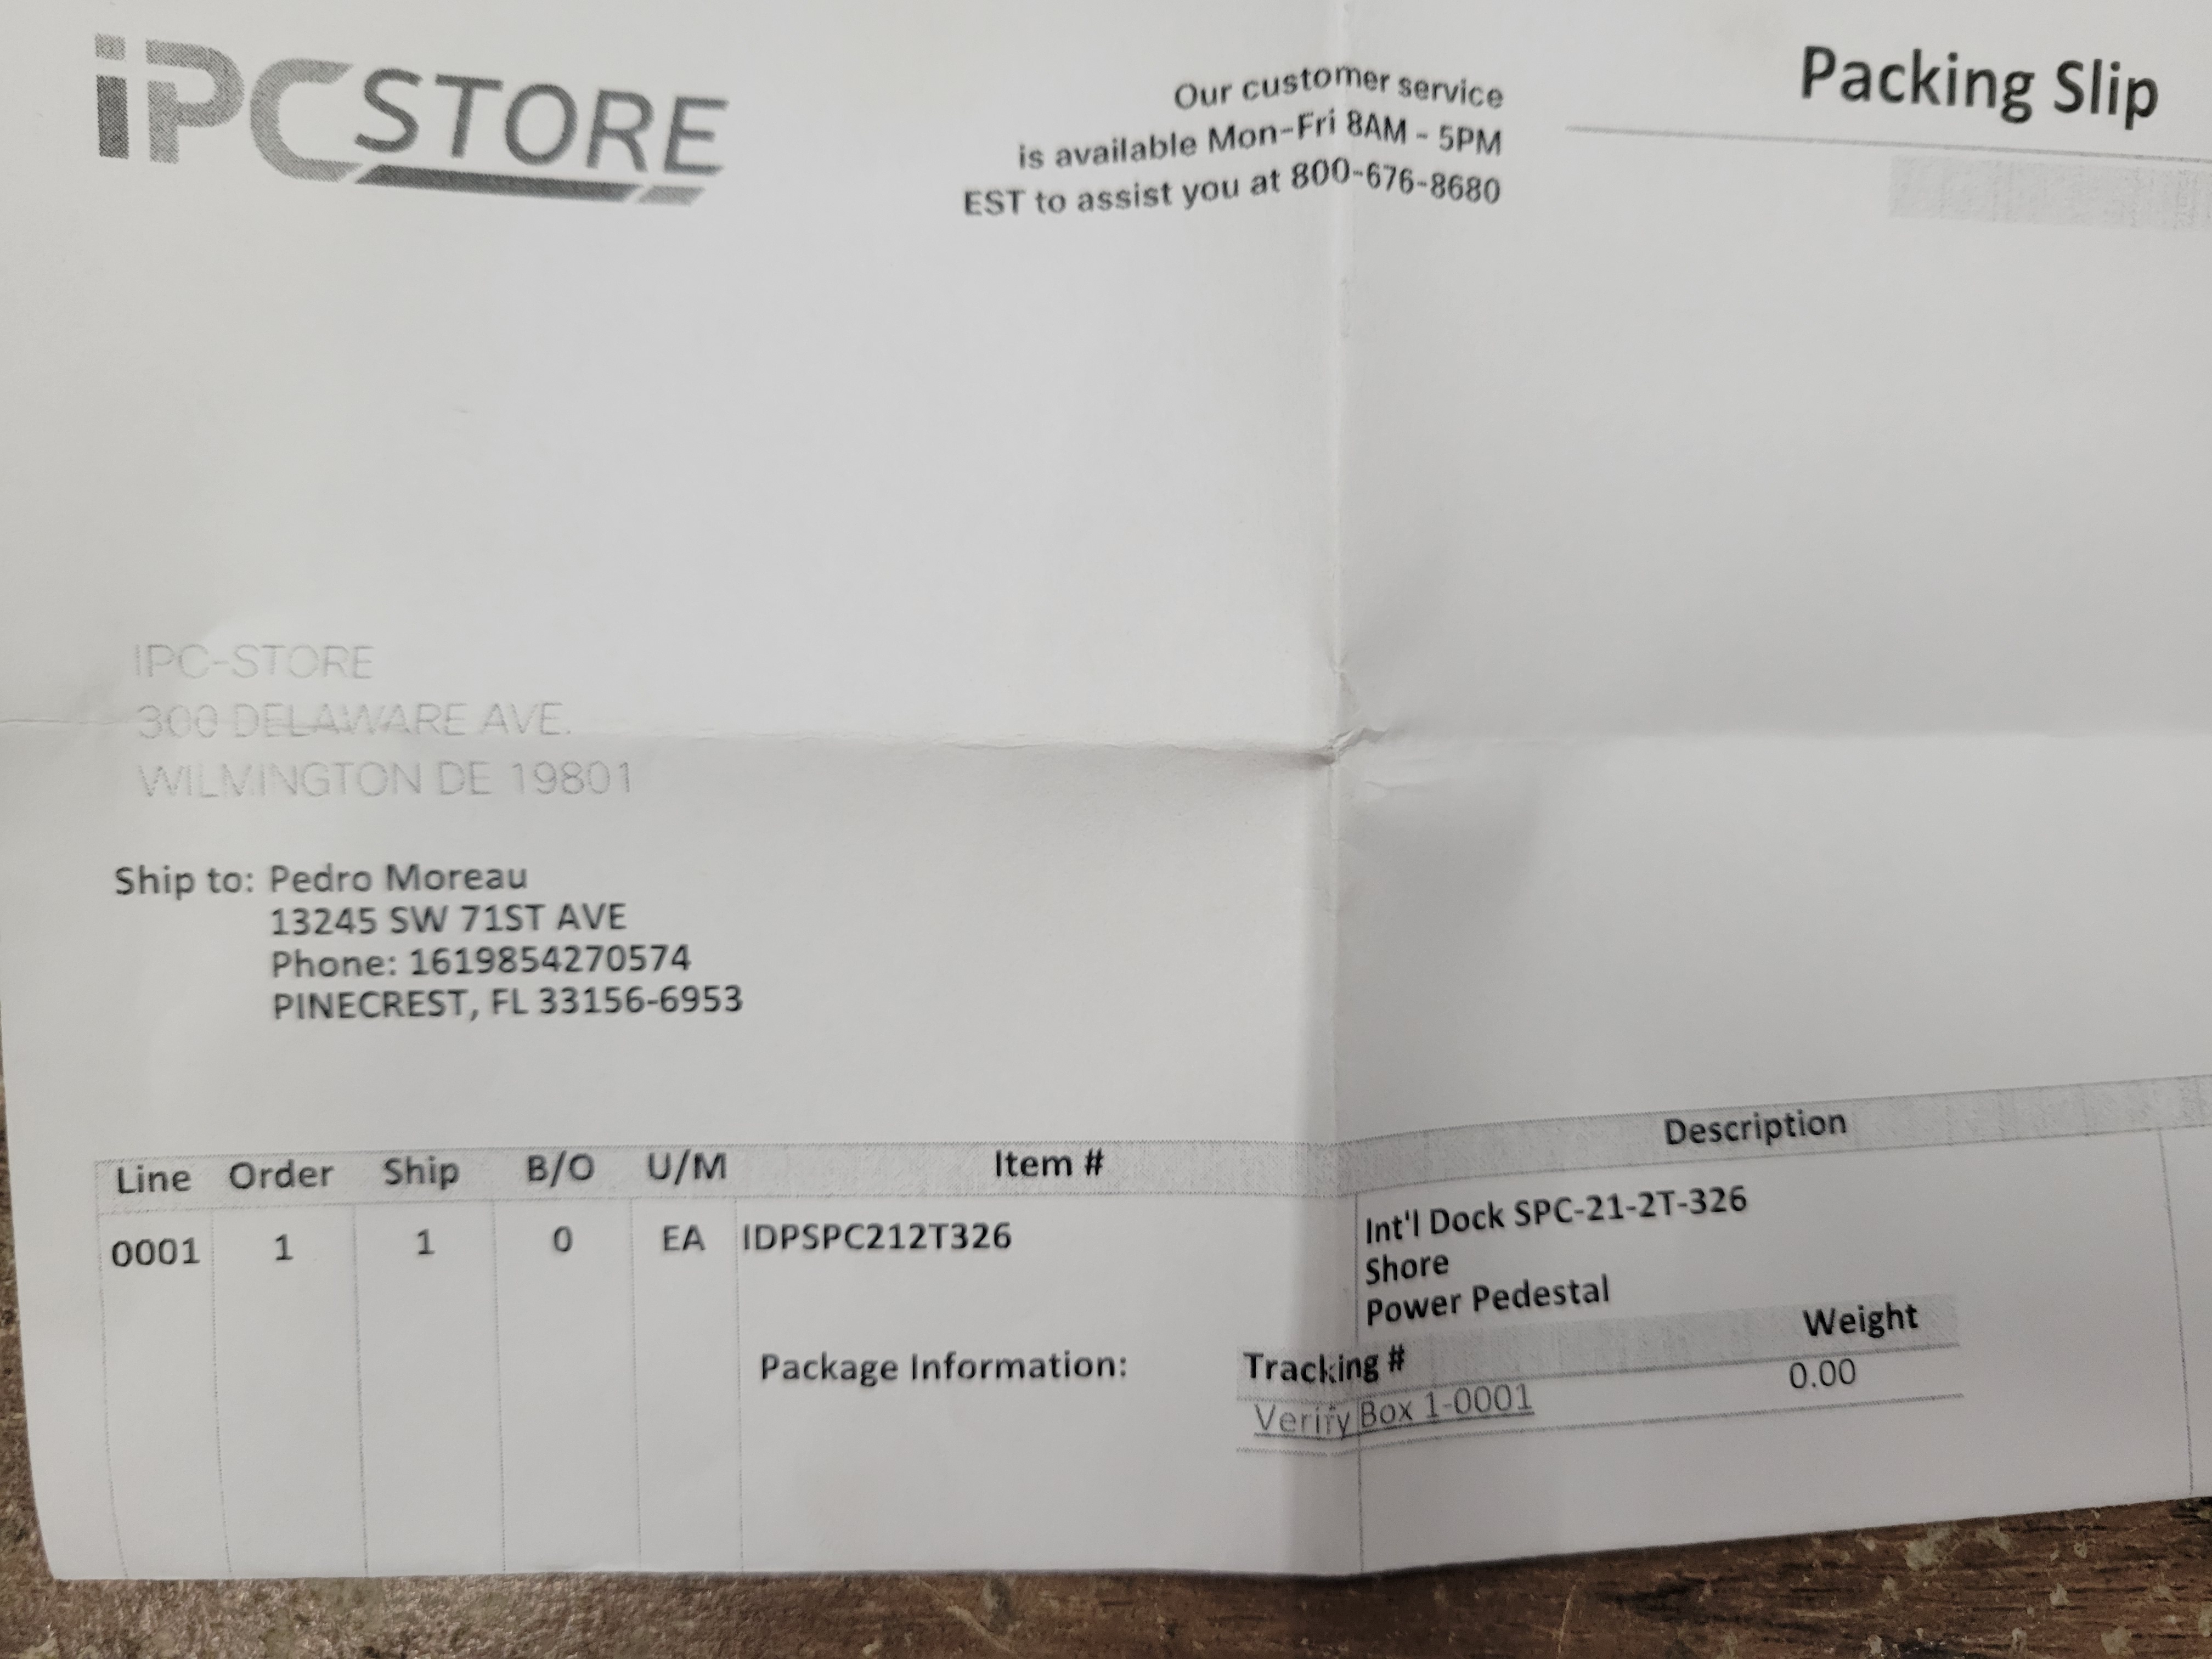 iPCSTORE
Our customer service
is available Mon-Fri 8AM - 5PM
EST to assist you at 800-676-8680
Packing Slip
IPC-STORE
300 DELAWARE AVE.
WILMINGTON DE 19801
Ship to: Pedro Moreau
13245 SW 71ST AVE
Phone: 1619854270574
PINECREST, FL 33156-6953
Line Order Ship B/O U/M Item # Description
0001 1 1 0 EA IDPSPC212T326 Int'l Dock SPC-21-2T-326
Shore
Power Pedestal
Package Information: Tracking # Weight
Verify Box 1-0001 0.00